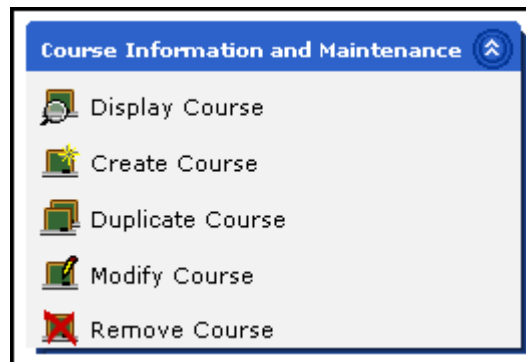 Course Information and Maintenance
Display Course
Create Course
Duplicate Course
Modify Course
Remove Course